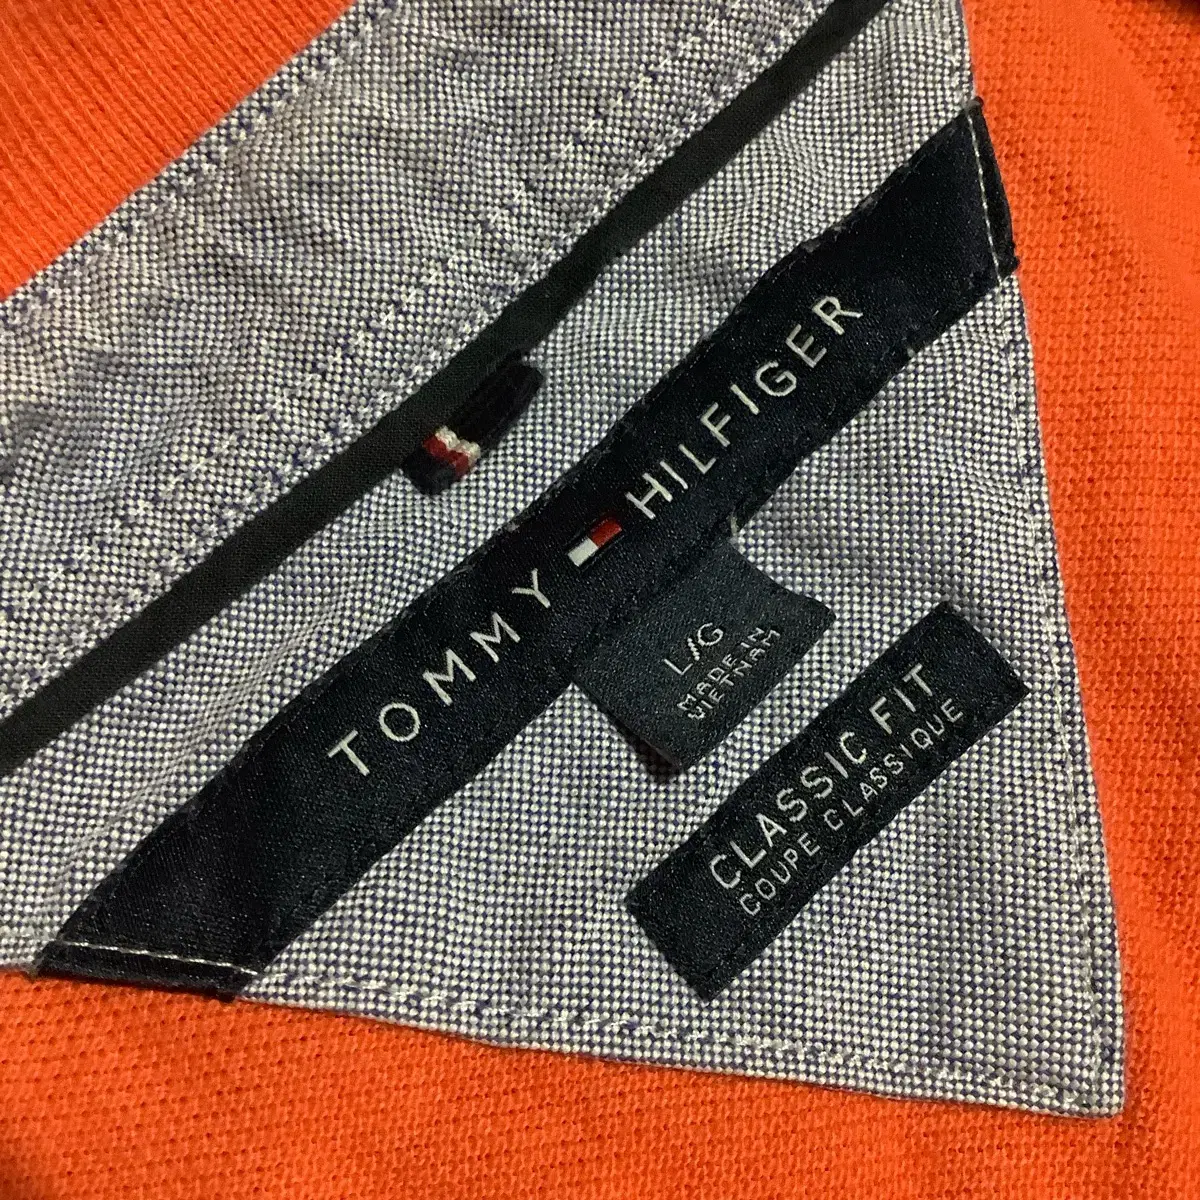 TOMMY HILFIGER
L/G
MADE IN
VIETNAM
CLASSIC FIT
COUPE CLASSIQUE